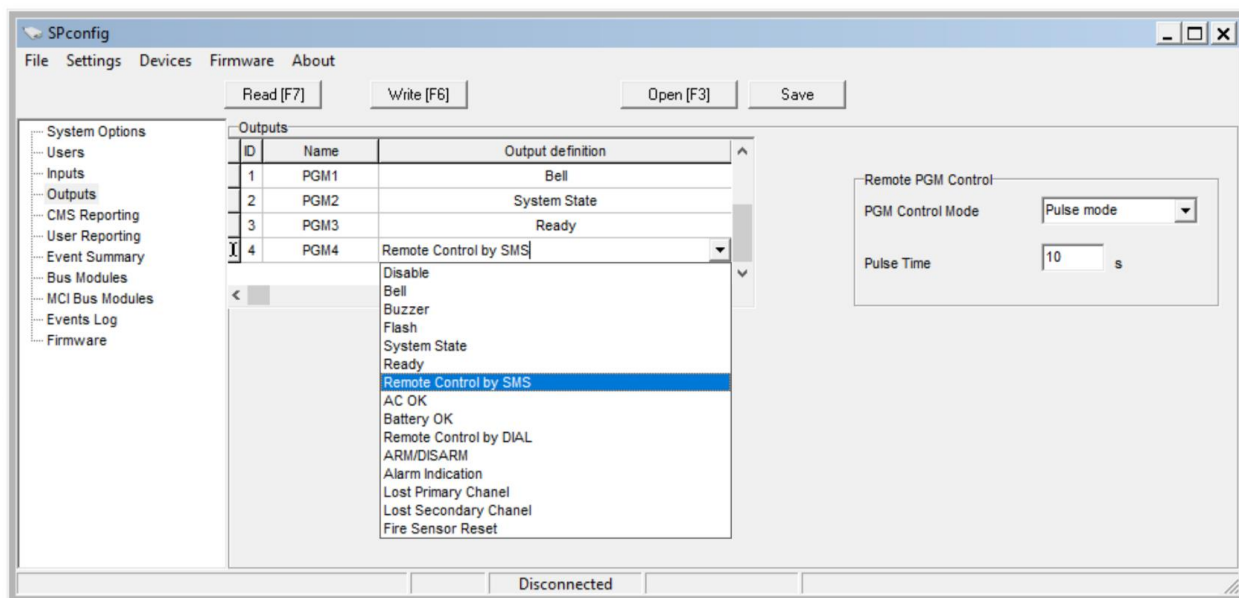 SPconfig
File Settings Devices Firmware About
Read [F7] Write [F6] Open [F3] Save
System Options
Users
Inputs
Outputs
CMS Reporting
User Reporting
Event Summary
Bus Modules
MCI Bus Modules
Events Log
Firmware
Outputs
ID Name Output definition
1 PGM1 Bell
2 PGM2 System State
3 PGM3 Ready
4 PGM4 Remote Control by SMS
Disable
Bell
Buzzer
Flash
System State
Ready
Remote Control by SMS
AC OK
Battery OK
Remote Control by DIAL
ARM/DISARM
Alarm Indication
Lost Primary Chanel
Lost Secondary Chanel
Fire Sensor Reset
Remote PGM Control
PGM Control Mode Pulse mode
Pulse Time 10 s
Disconnected